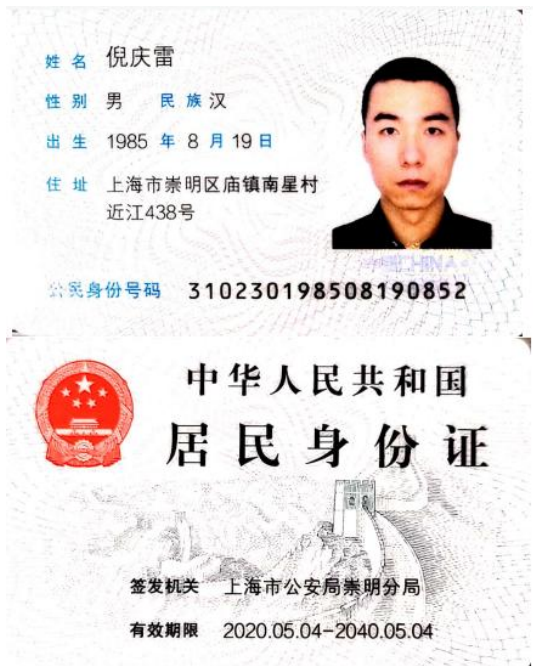 姓名 倪庆雷
性别 男 民族 汉
出生 1985 年 8 月 19 日
住址 上海市崇明区庙镇南星村
近江438号
CHINA
公民身份号码 310230198508190852
中华人民共和国
居民身份证
签发机关 上海市公安局崇明分局
有效期限 2020.05.04-2040.05.04